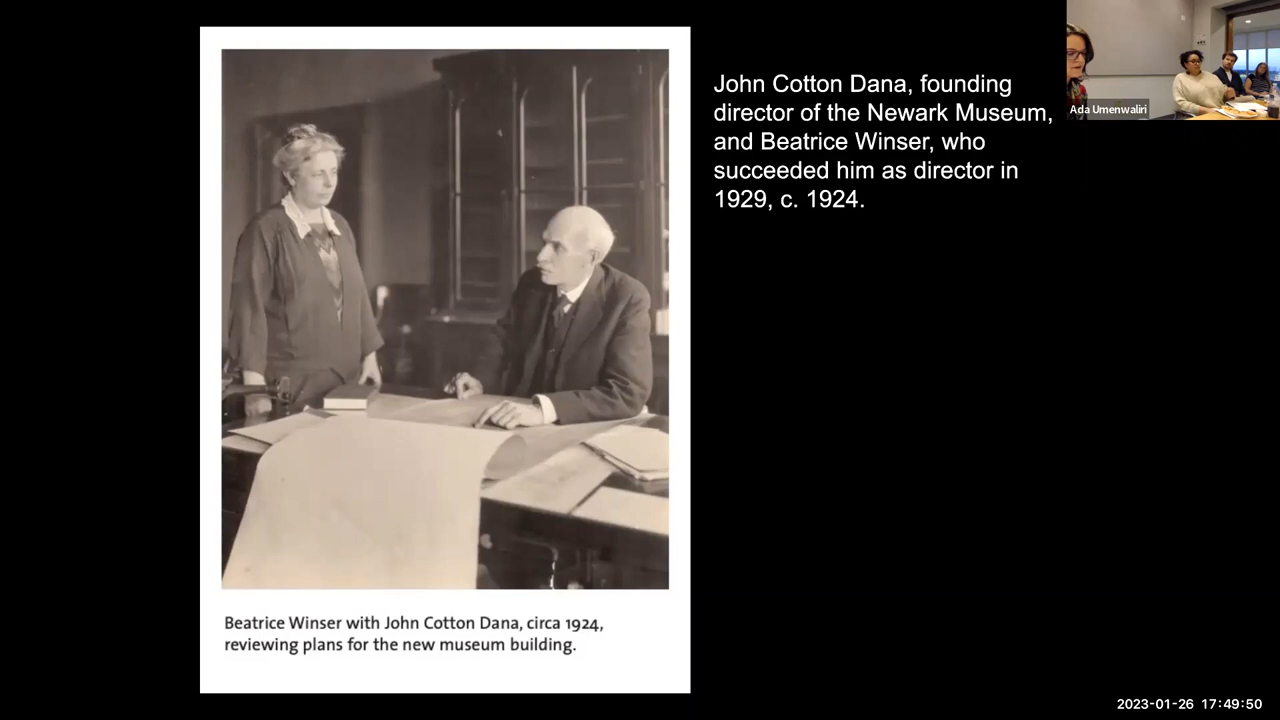 John Cotton Dana, founding
director of the Newark Museum,
and Beatrice Winser, who
succeeded him as director in
1929, c. 1924.
Ada Umenwaliri
Beatrice Winser with John Cotton Dana, circa 1924,
reviewing plans for the new museum building.
2023-01-26 17:49:50